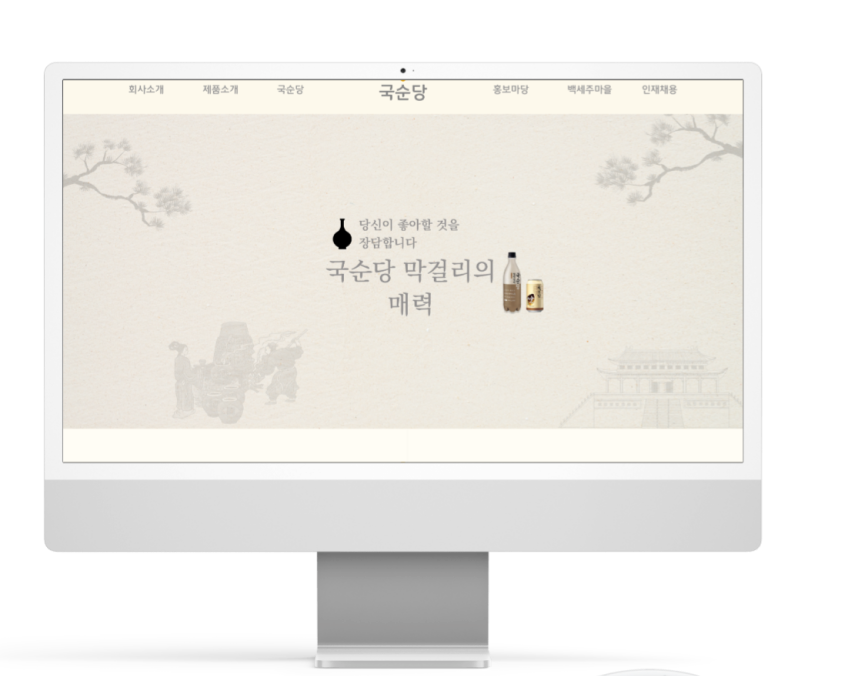 회사소개 제품소개 국순당 국순당 홍보마당 백세주마을 인재채용
당신이 좋아할 것을
장담합니다
국순당 막걸리의
매력